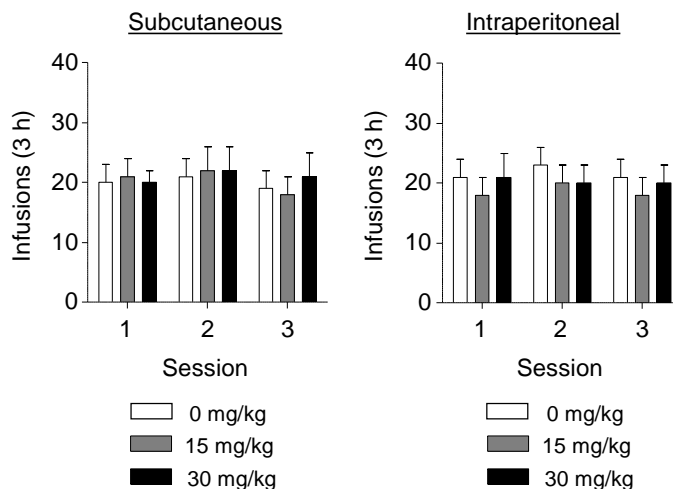 Subcutaneous
40
30
20
10
0
Infusions (3 h)
1 2 3
Session
0 mg/kg
15 mg/kg
30 mg/kg
Intraperitoneal
40
30
20
10
0
Infusions (3 h)
1 2 3
Session
0 mg/kg
15 mg/kg
30 mg/kg